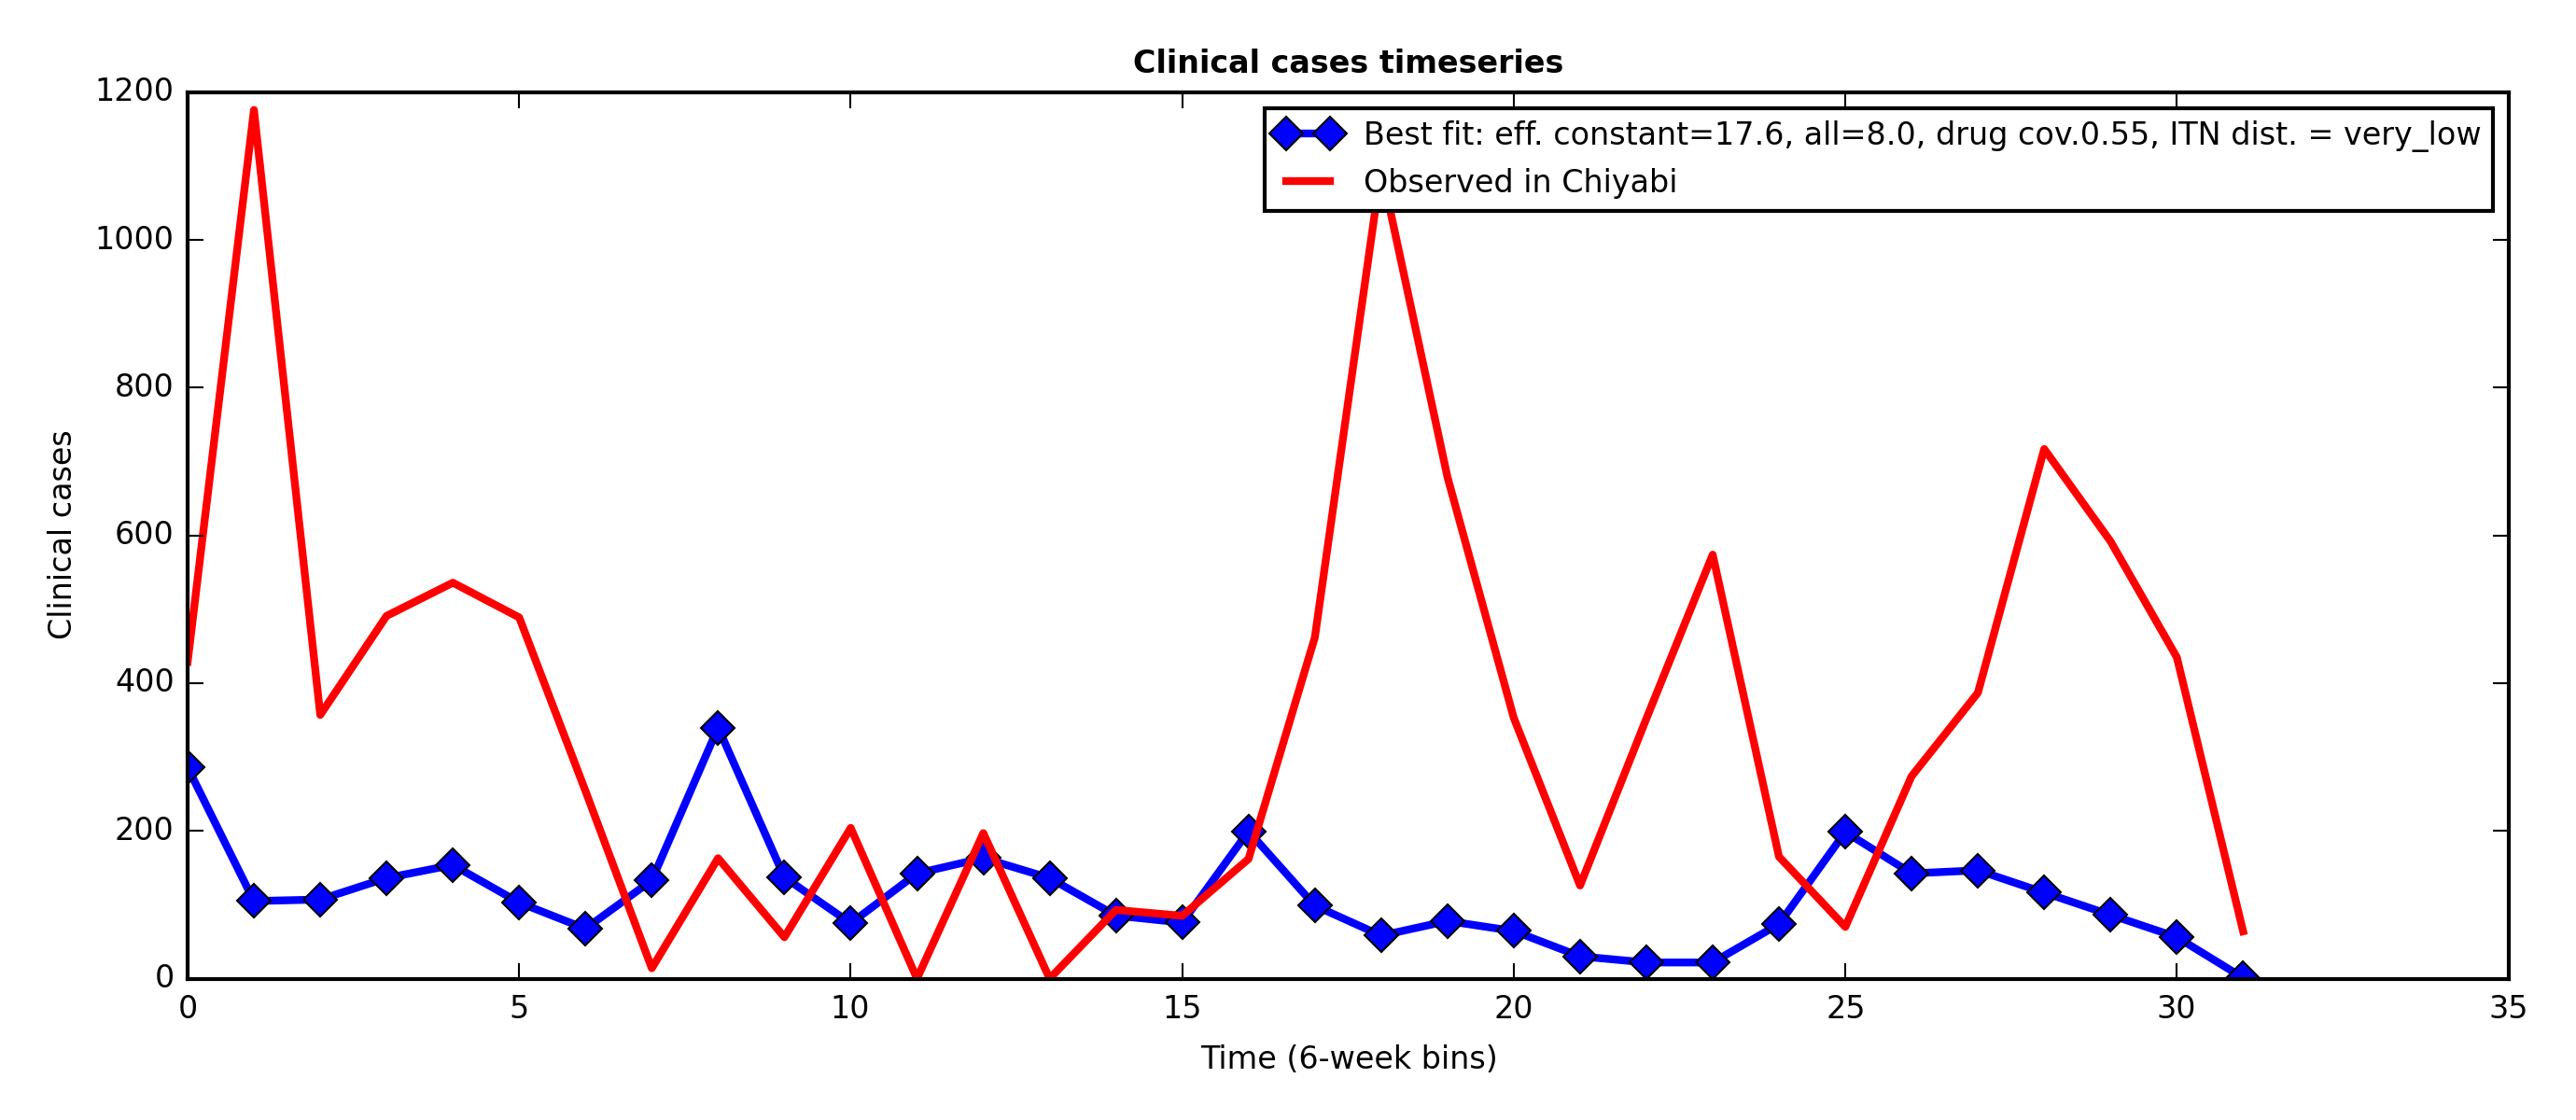 Clinical cases timeseries
1200
1000
800
600
400
200
0
Clinical cases
Best fit: eff. constant=17.6, all=8.0, drug cov.0.55, ITN dist. = very_low
Observed in Chiyabi
0 5 10 15 20 25 30 35
Time (6-week bins)